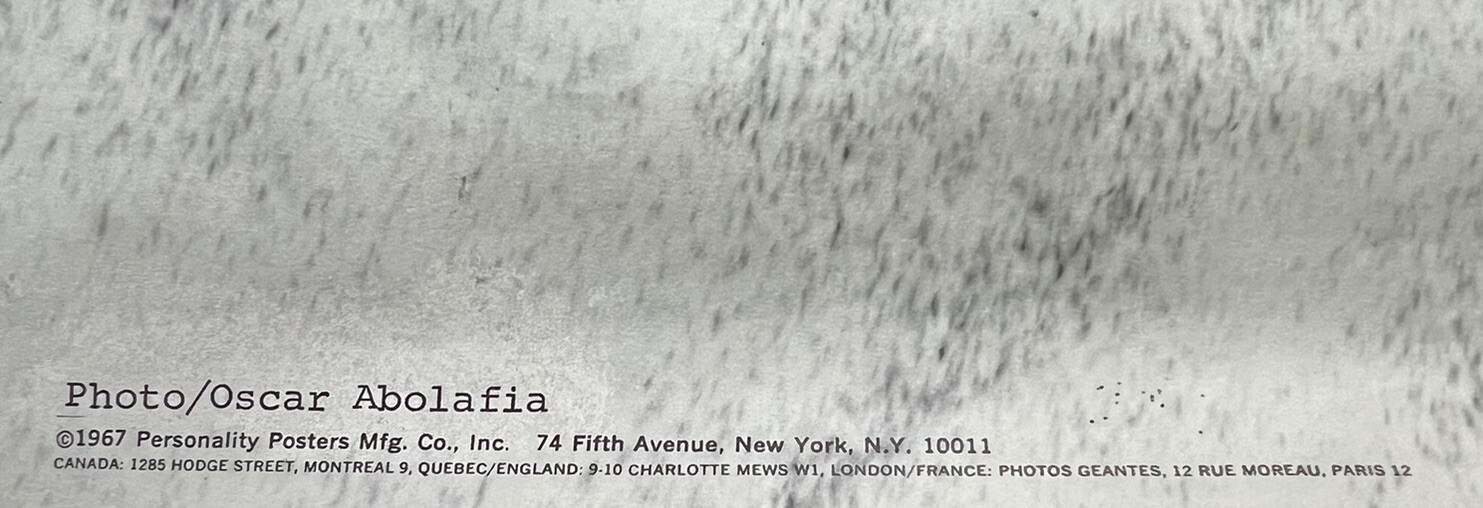 Photo/Oscar Abolafia
©1967 Personality Posters Mfg. Co., Inc. 74 Fifth Avenue, New York, N.Y. 10011
CANADA: 1285 HODGE STREET, MONTREAL 9, QUEBEC/ENGLAND: 9-10 CHARLOTTE MEWS W1, LONDON/FRANCE: PHOTOS GEANTES, 12 RUE MOREAU, PARIS 12